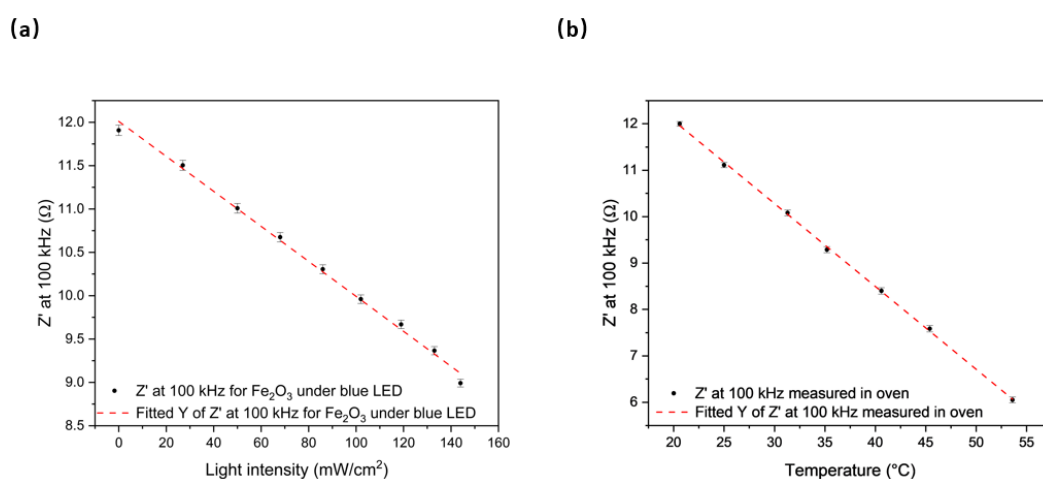 (a)
(b)
12.0
11.5
11.0
10.5
10.0
9.5
9.0
8.5
Z' at 100 kHz (Ω)
Z' at 100 kHz for Fe₂O₃ under blue LED
Fitted Y of Z' at 100 kHz for Fe₂O₃ under blue LED
0 20 40 60 80 100 120 140 160
Light intensity (mW/cm²)
12
11
10
9
8
7
6
Z' at 100 kHz (Ω)
Z' at 100 kHz measured in oven
Fitted Y of Z' at 100 kHz measured in oven
20 25 30 35 40 45 50 55
Temperature (°C)